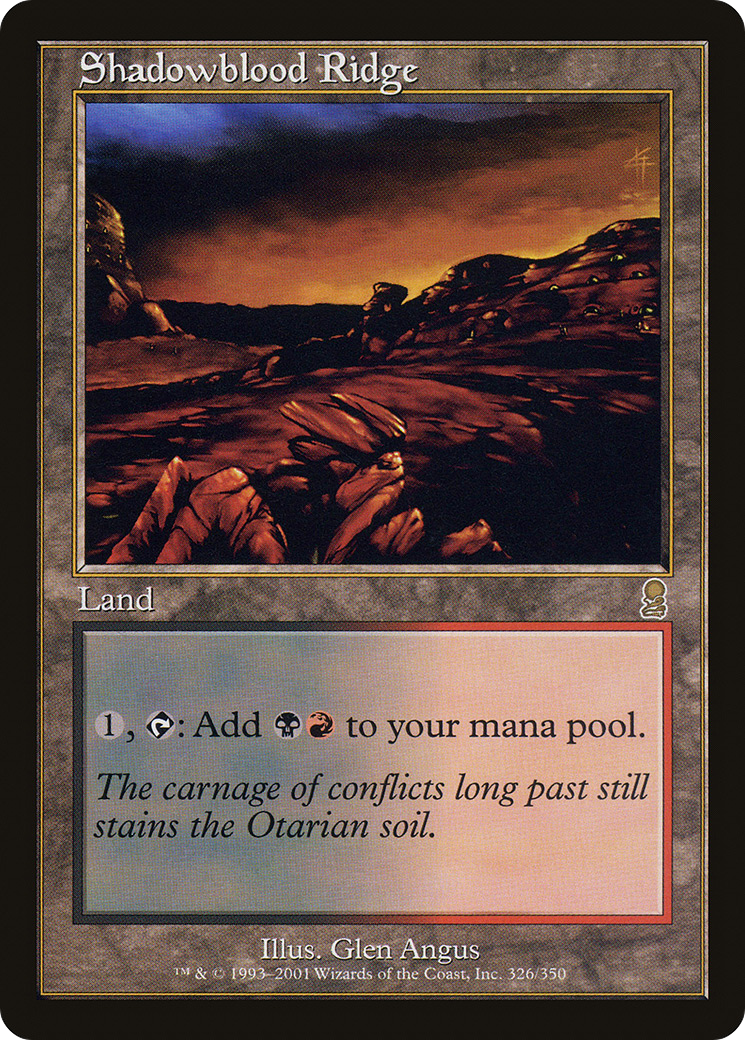 Shadowblood Ridge
Land
1, : Add to your mana pool.
The carnage of conflicts long past still
stains the Otarian soil.
Illus. Glen Angus
™ & © 1993–2001 Wizards of the Coast, Inc. 326/350